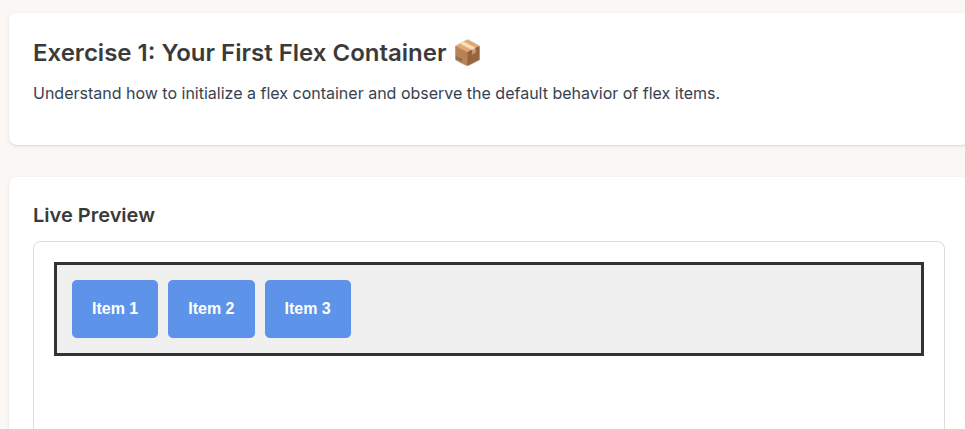 Exercise 1: Your First Flex Container 📦
Understand how to initialize a flex container and observe the default behavior of flex items.
Live Preview
Item 1 Item 2 Item 3